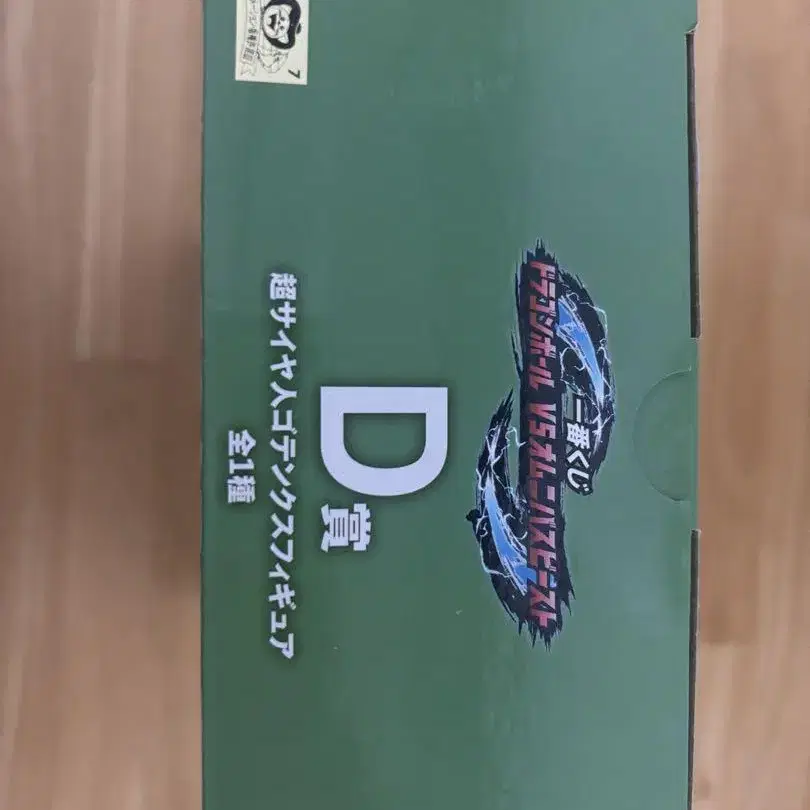 一番くじ
ドラゴンボール VSオムニバスビースト
D賞
超サイヤ人ゴテンクスフィギュア
全1種
7